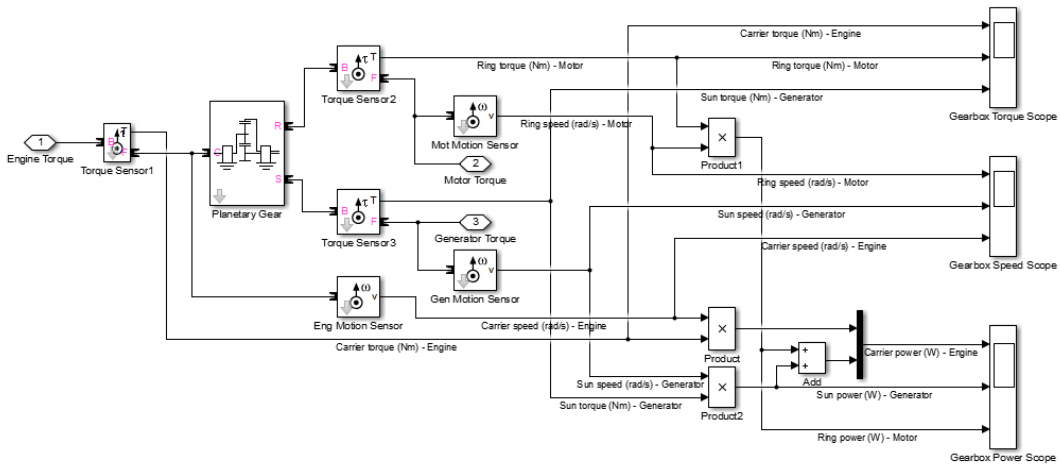 Carrier torque (Nm) - Engine
τ T
B
F
Torque Sensor2
Ring torque (Nm) - Motor
Ring torque (Nm) - Motor
Sun torque (Nm) - Generator
Gearbox Torque Scope
1
Engine Torque
T
B
F
Torque Sensor1
C
R
S
Planetary Gear
ω
v
Mot Motion Sensor
Ring speed (rad/s) - Motor
×
Product1
2
Motor Torque
Ring speed (rad/s) - Motor
Sun speed (rad/s) - Generator
Carrier speed (rad/s) - Engine
Gearbox Speed Scope
τ T
B
F
Torque Sensor3
3
Generator Torque
ω
v
Gen Motion Sensor
ω
v
Eng Motion Sensor
Carrier speed (rad/s) - Engine
Carrier torque (Nm) - Engine
×
Product
+
+
Add
Carrier power (W) - Engine
Sun speed (rad/s) - Generator
Sun torque (Nm) - Generator
×
Product2
Sun power (W) - Generator
Ring power (W) - Motor
Gearbox Power Scope